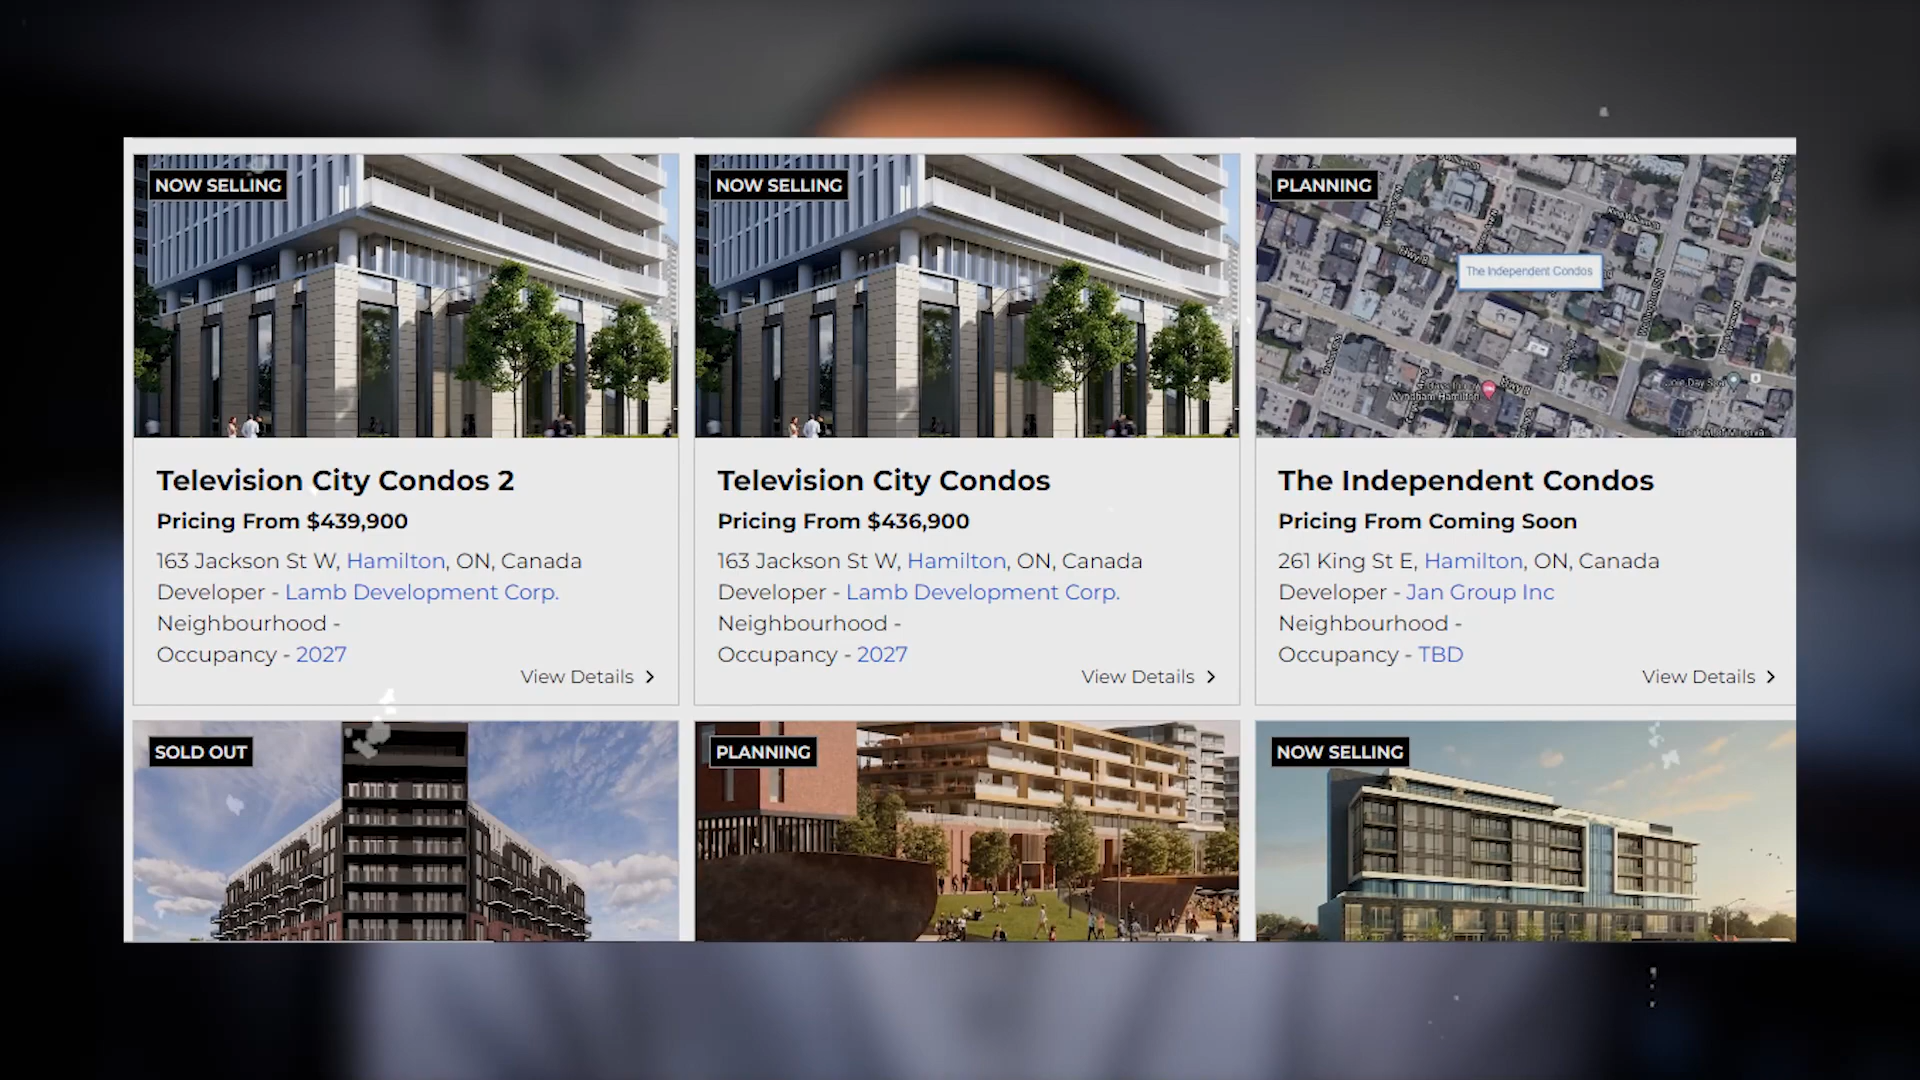 NOW SELLING
NOW SELLING
PLANNING
The Independent Condos
Wyndham Hamilton
Television City Condos 2
Television City Condos
The Independent Condos
Pricing From $439,900
Pricing From $436,900
Pricing From Coming Soon
163 Jackson St W, Hamilton, ON, Canada
163 Jackson St W, Hamilton, ON, Canada
261 King St E, Hamilton, ON, Canada
Developer - Lamb Development Corp.
Developer - Lamb Development Corp.
Developer - Jan Group Inc
Neighbourhood -
Neighbourhood -
Neighbourhood -
Occupancy - 2027
Occupancy - 2027
Occupancy - TBD
View Details
View Details
View Details
SOLD OUT
PLANNING
NOW SELLING